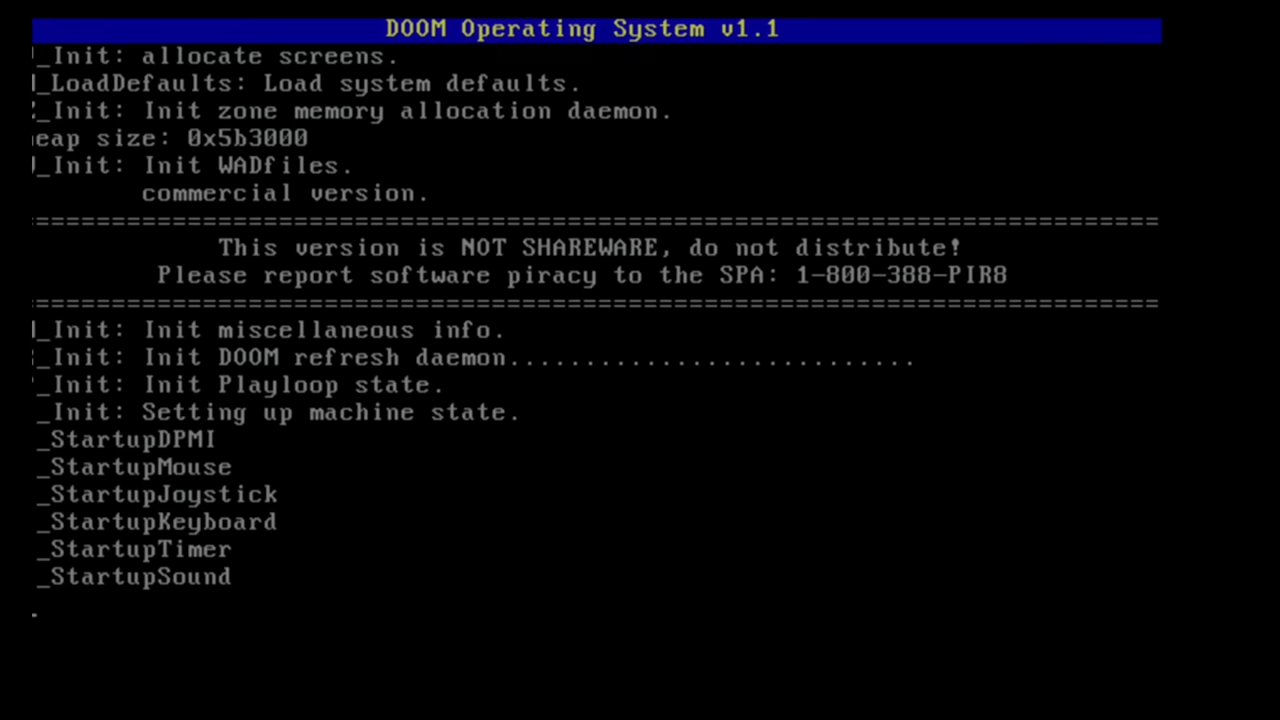 DOOM Operating System v1.1
_Init: allocate screens.
_LoadDefaults: Load system defaults.
_Init: Init zone memory allocation daemon.
eap size: 0x5b3000
_Init: Init WADfiles.
commercial version.
===========================================================================
This version is NOT SHAREWARE, do not distribute!
Please report software piracy to the SPA: 1-800-388-PIR8
===========================================================================
_Init: Init miscellaneous info.
_Init: Init DOOM refresh daemon...........................
_Init: Init Playloop state.
_Init: Setting up machine state.
_StartupDPMI
_StartupMouse
_StartupJoystick
_StartupKeyboard
_StartupTimer
_StartupSound